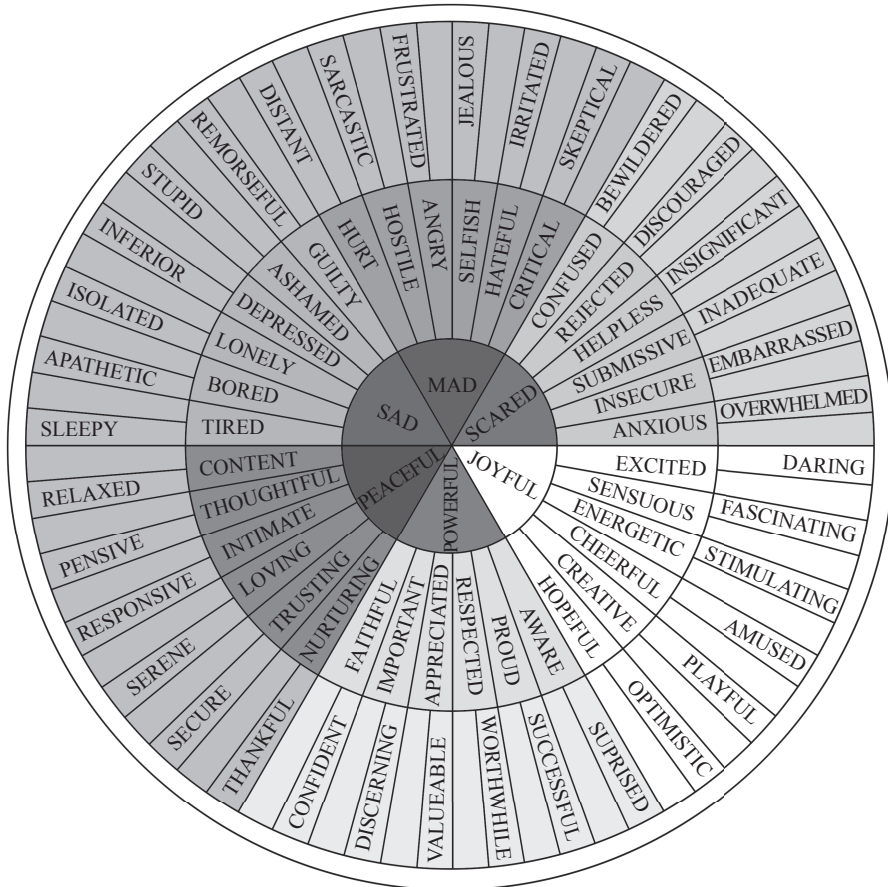 MAD
SCARED
JOYFUL
POWERFUL
PEACEFUL
SAD
HURT
HOSTILE
ANGRY
SELFISH
HATEFUL
CRITICAL
CONFUSED
REJECTED
HELPLESS
SUBMISSIVE
INSECURE
ANXIOUS
EXCITED
SENSUOUS
ENERGETIC
CHEERFUL
CREATIVE
HOPEFUL
AWARE
PROUD
RESPECTED
APPRECIATED
IMPORTANT
FAITHFUL
NURTURING
TRUSTING
LOVING
INTIMATE
THOUGHTFUL
CONTENT
TIRED
BORED
LONELY
DEPRESSED
ASHAMED
GUILTY
DISTANT
SARCASTIC
FRUSTRATED
JEALOUS
IRRITATED
SKEPTICAL
BEWILDERED
DISCOURAGED
INSIGNIFICANT
INADEQUATE
EMBARRASSED
OVERWHELMED
DARING
FASCINATING
STIMULATING
AMUSED
PLAYFUL
OPTIMISTIC
SUPRISED
SUCCESSFUL
WORTHWHILE
VALUEABLE
DISCERNING
CONFIDENT
THANKFUL
SECURE
SERENE
RESPONSIVE
PENSIVE
RELAXED
SLEEPY
APATHETIC
ISOLATED
INFERIOR
STUPID
REMORSEFUL